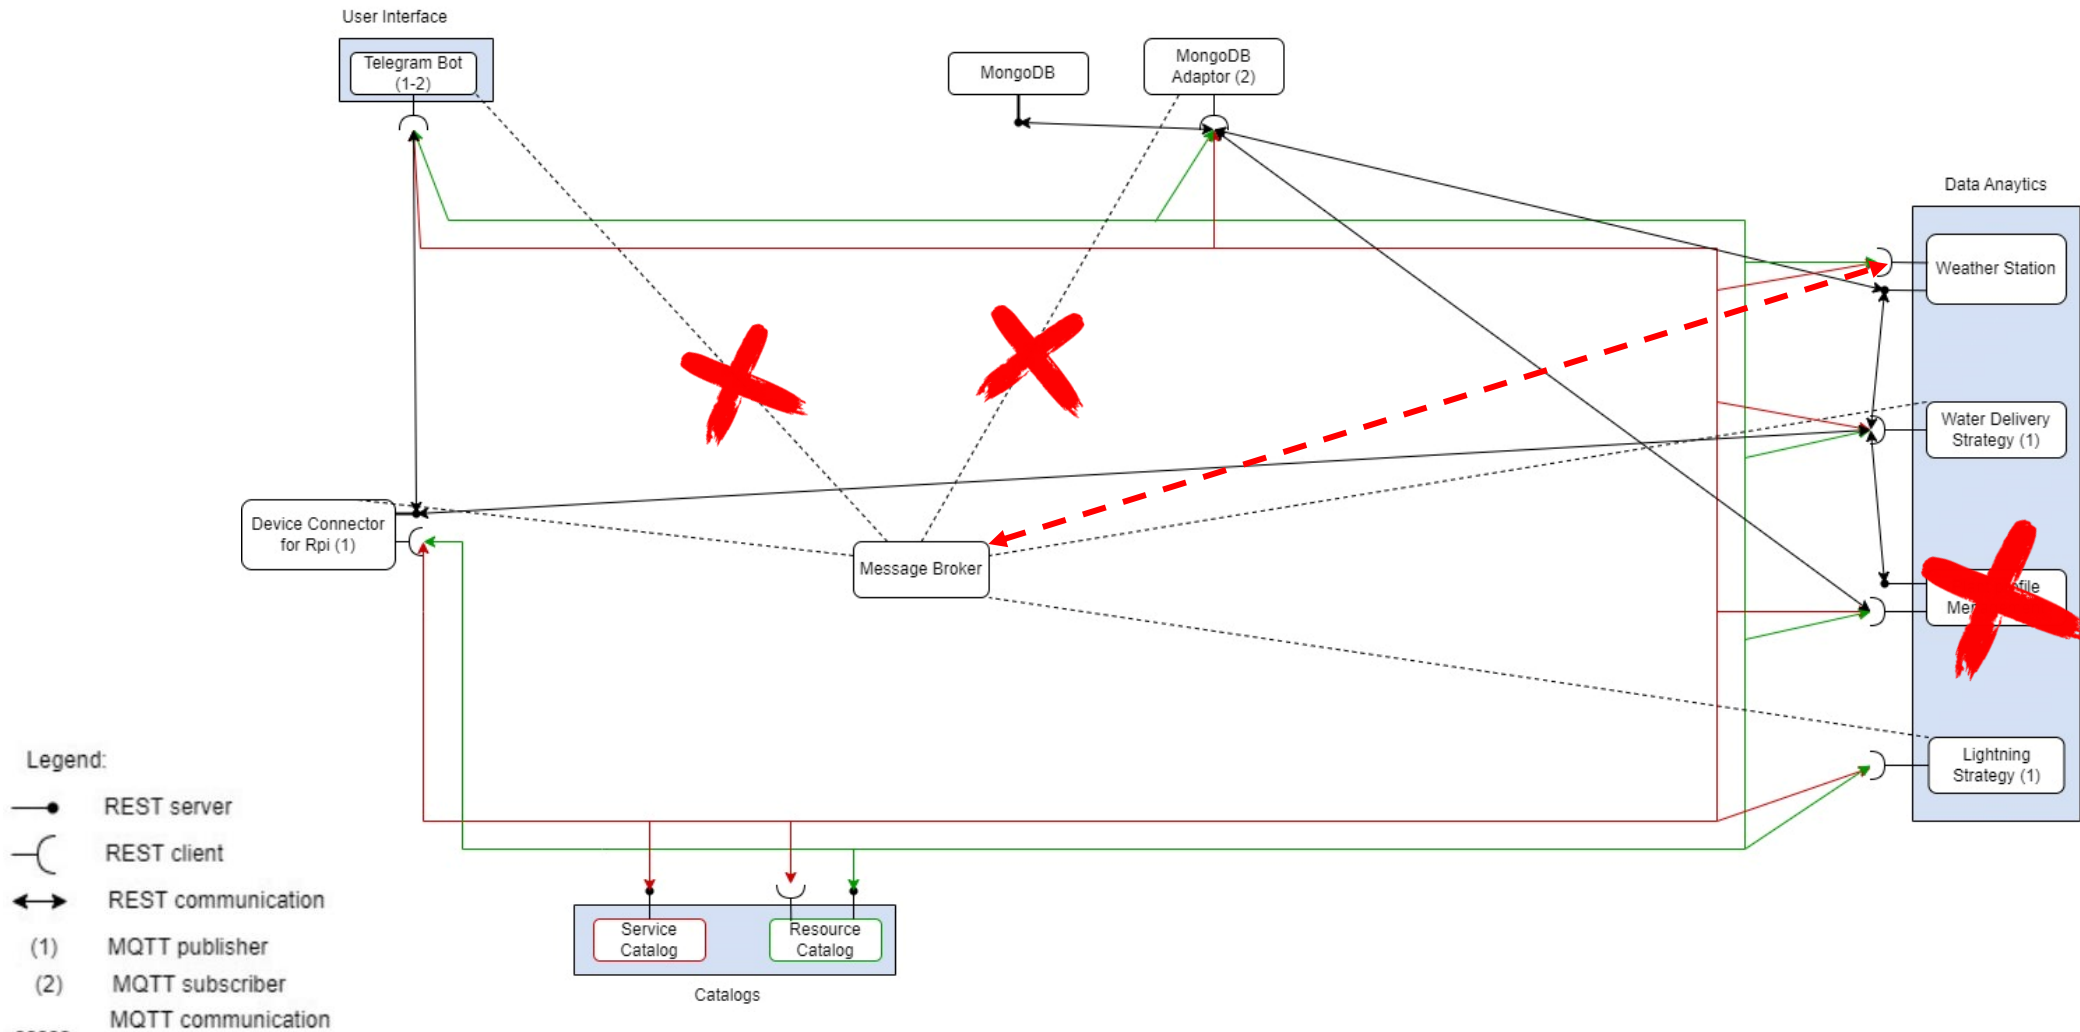 User Interface
Telegram Bot
(1-2)
MongoDB
MongoDB
Adaptor (2)
Data Anaytics
Weather Station
Water Delivery
Strategy (1)
Device Connector
for Rpi (1)
Message Broker
Lightning
Strategy (1)
Legend:
REST server
REST client
REST communication
(1) MQTT publisher
(2) MQTT subscriber
MQTT communication
Service
Catalog
Resource
Catalog
Catalogs